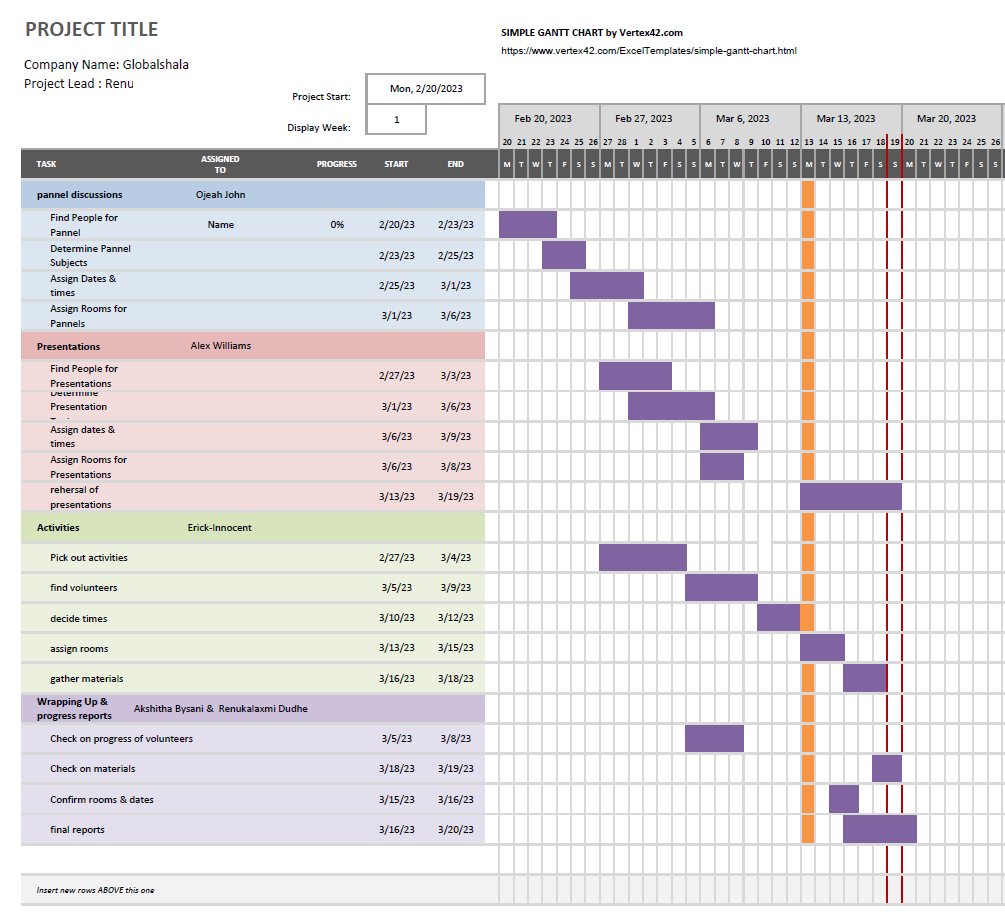 PROJECT TITLE
SIMPLE GANTT CHART by Vertex42.com
https://www.vertex42.com/ExcelTemplates/simple-gantt-chart.html
Company Name: Globalshala
Project Lead : Renu
Project Start:
Mon, 2/20/2023
Display Week:
1
Feb 20, 2023 Feb 27, 2023 Mar 6, 2023 Mar 13, 2023 Mar 20, 2023
20 21 22 23 24 25 26 27 28 1 2 3 4 5 6 7 8 9 10 11 12 13 14 15 16 17 18 19 20 21 22 23 24 25 26
TASK ASSIGNED TO PROGRESS START END M T W T F S S M T W T F S S M T W T F S S M T W T F S S M T W T F S S
pannel discussions Ojeah John
Find People for
Pannel
Name 0% 2/20/23 2/23/23
Determine Pannel
Subjects
2/23/23 2/25/23
Assign Dates &
times
2/25/23 3/1/23
Assign Rooms for
Pannels
3/1/23 3/6/23
Presentations Alex Williams
Find People for
Presentations
2/27/23 3/3/23
Determine
Presentation
3/1/23 3/6/23
Assign dates &
times
3/6/23 3/9/23
Assign Rooms for
Presentations
3/6/23 3/8/23
rehersal of
presentations
3/13/23 3/19/23
Activities Erick-Innocent
Pick out activities 2/27/23 3/4/23
find volunteers 3/5/23 3/9/23
decide times 3/10/23 3/12/23
assign rooms 3/13/23 3/15/23
gather materials 3/16/23 3/18/23
Wrapping Up &
progress reports
Akshitha Bysani & Renukalaxmi Dudhe
Check on progress of volunteers 3/5/23 3/8/23
Check on materials 3/18/23 3/19/23
Confirm rooms & dates 3/15/23 3/16/23
final reports 3/16/23 3/20/23
Insert new rows ABOVE this one